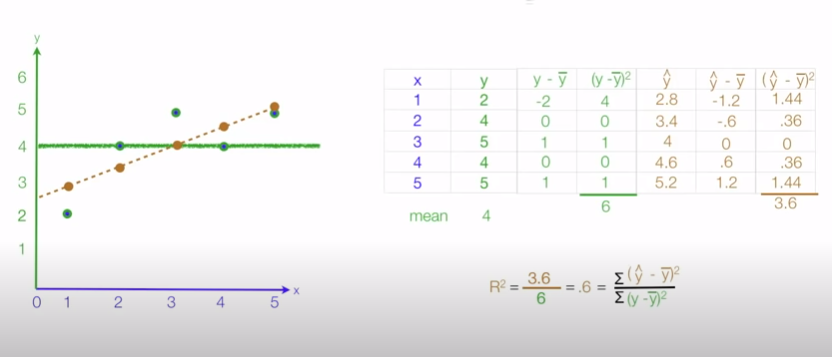 y
6
5
4
3
2
1
0 1 2 3 4 5 x
x y y - y̅ (y - y̅)² ŷ ŷ - y̅ (ŷ - y̅)²
1 2 -2 4 2.8 -1.2 1.44
2 4 0 0 3.4 -.6 .36
3 5 1 1 4 0 0
4 4 0 0 4.6 .6 .36
5 5 1 1 5.2 1.2 1.44
mean 4 6 3.6
R² = 3.6 / 6 = .6 = Σ(ŷ - y̅)² / Σ(y - y̅)²